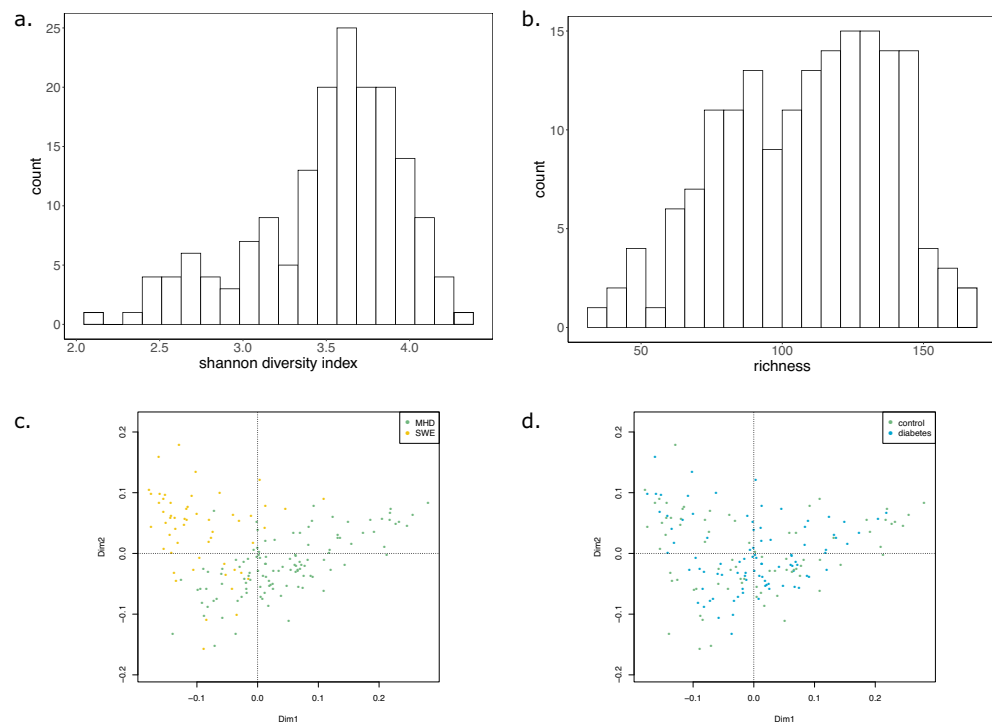 a.
25
20
15
10
5
0
count
2.0 2.5 3.0 3.5 4.0
shannon diversity index
b.
15
10
5
0
count
50 100 150
richness
c.
MHD
SWE
0.2
0.1
0.0
−0.1
−0.2
Dim2
−0.1 0.0 0.1 0.2
Dim1
d.
control
diabetes
0.2
0.1
0.0
−0.1
−0.2
Dim2
−0.1 0.0 0.1 0.2
Dim1